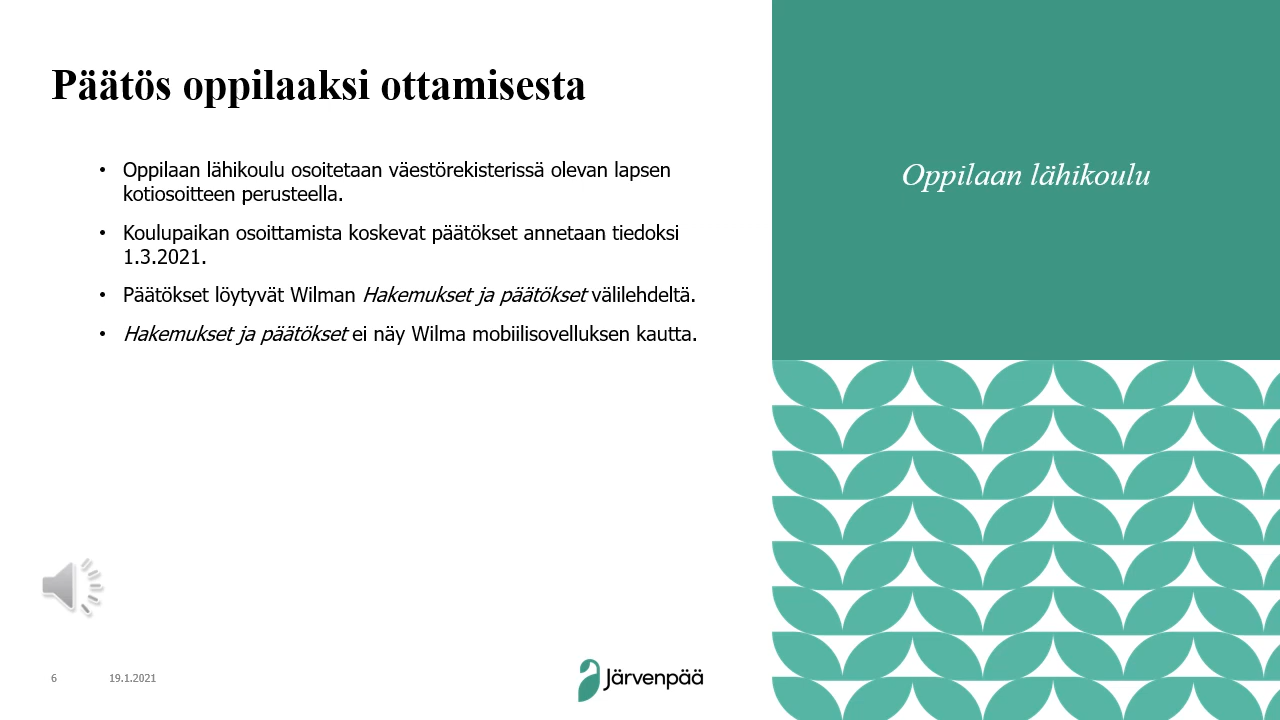 Päätös oppilaaksi ottamisesta
• Oppilaan lähikoulu osoitetaan väestörekisterissä olevan lapsen
kotiosoitteen perusteella.
• Koulupaikan osoittamista koskevat päätökset annetaan tiedoksi
1.3.2021.
• Päätökset löytyvät Wilman Hakemukset ja päätökset välilehdeltä.
• Hakemukset ja päätökset ei näy Wilma mobiilisovelluksen kautta.
Oppilaan lähikoulu
6 19.1.2021
Järvenpää